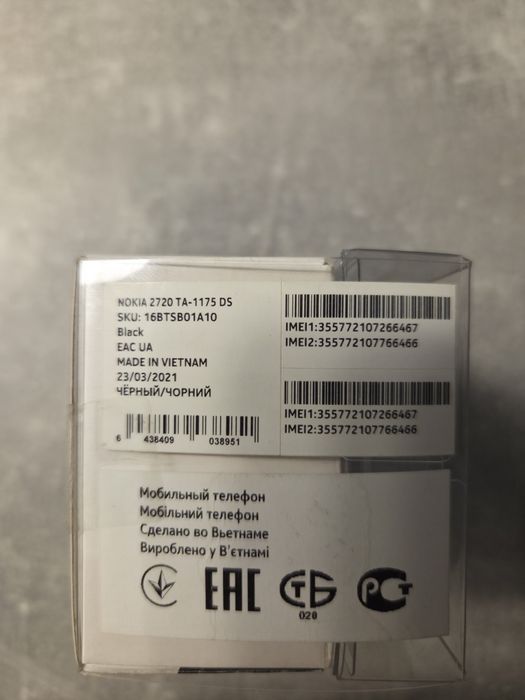 NOKIA 2720 TA-1175 DS
SKU: 16BTSB01A10
Black
EAC UA
MADE IN VIETNAM
23/03/2021
ЧЁРНЫЙ/ЧОРНИЙ
6 438409 038951
IMEI1:355772107266467
IMEI2:355772107766466
IMEI1:355772107266467
IMEI2:355772107766466
Мобильный телефон
Мобільний телефон
Сделано во Вьетнаме
Вироблено у В'єтнамі
ЕАС СТБ РСТ
020